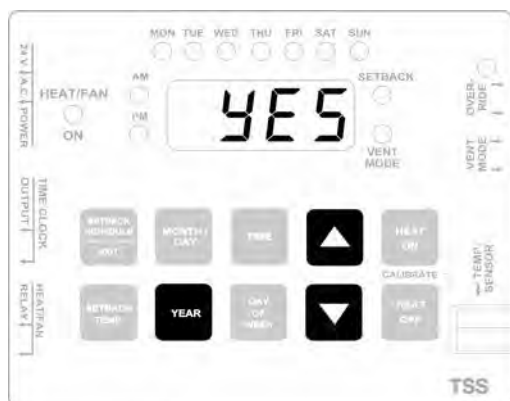 MON TUE WED THU FRI SAT SUN
24 V. A.C. POWER
HEAT/FAN
ON
AM
PM
YES
SETBACK
VENT
MODE
OVER-
RIDE
VENT
MODE
TIME CLOCK
OUTPUT
SETBACK
SCHEDULE
MONTH /
DAY
TIME
HEAT
ON
CALIBRATE
TEMP.
SENSOR
HEAT/FAN
RELAY
SETBACK
TEMP
YEAR
DAY
OF
WEEK
HEAT
OFF
TSS